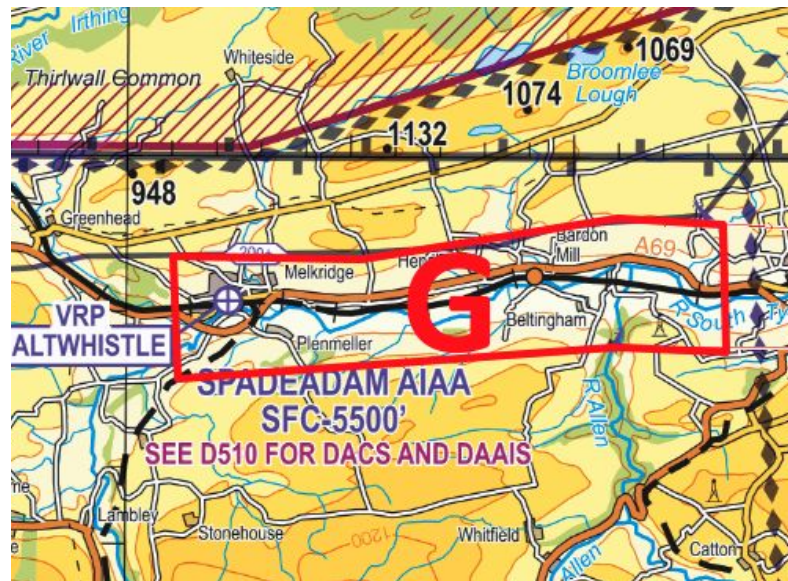 River Irthing
Whiteside
1069
Thirlwall Common
Broomlee
Lough
1074
1132
948
Greenhead
Bardon
Mill
A69
Melkridge
G
VRP
ALTWHISTLE
Beltingham
R South Ty
Plenmeller
SPADEADAM AIAA
SFC-5500'
R Allen
SEE D510 FOR DACS AND DAAIS
Lambley
Stonehouse
1200
Whitfield
Allen
Catton